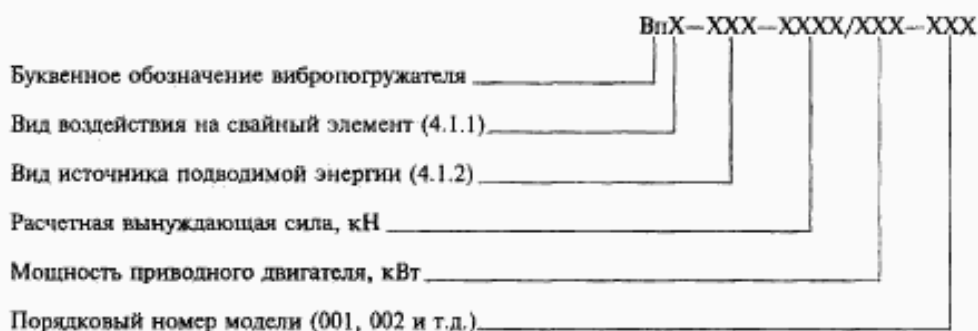 ВпХ—ХХХ—ХХХХ/ХХХ—ХХХ
Буквенное обозначение вибропогружателя
Вид воздействия на свайный элемент (4.1.1)
Вид источника подводимой энергии (4.1.2)
Расчетная вынуждающая сила, кН
Мощность приводного двигателя, кВт
Порядковый номер модели (001, 002 и т.д.)